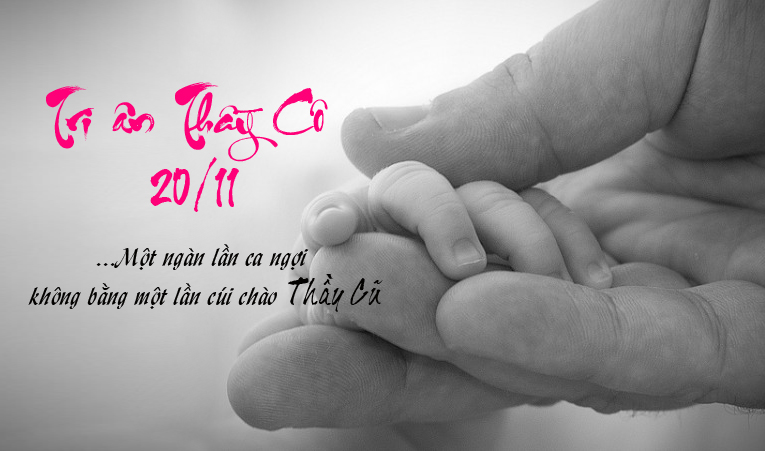 Tri ân Thầy Cô
20/11
...Một ngàn lần ca ngợi
không bằng một lần cúi chào Thầy Cũ